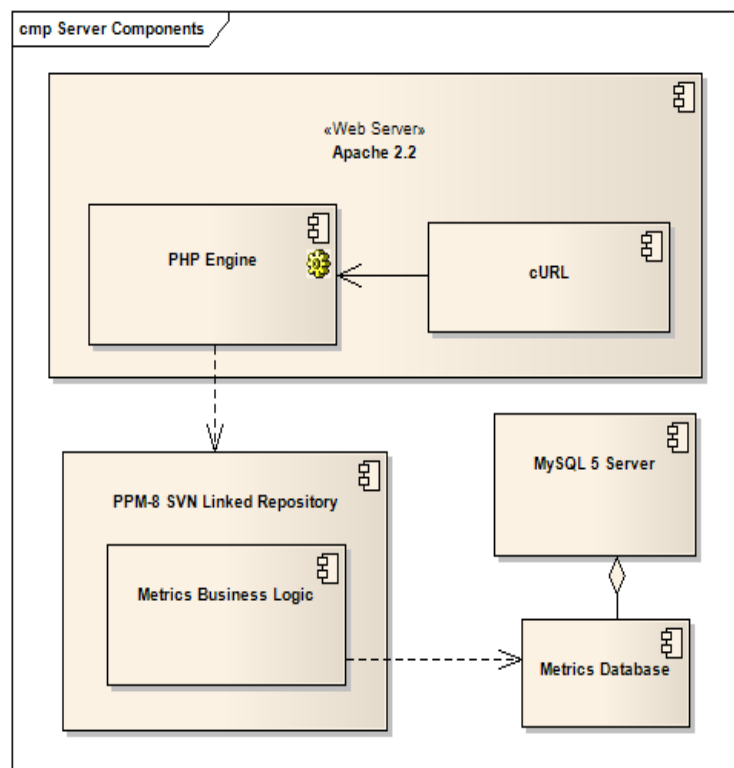 cmp Server Components
«Web Server»
Apache 2.2
PHP Engine
cURL
MySQL 5 Server
PPM-8 SVN Linked Repository
Metrics Business Logic
Metrics Database